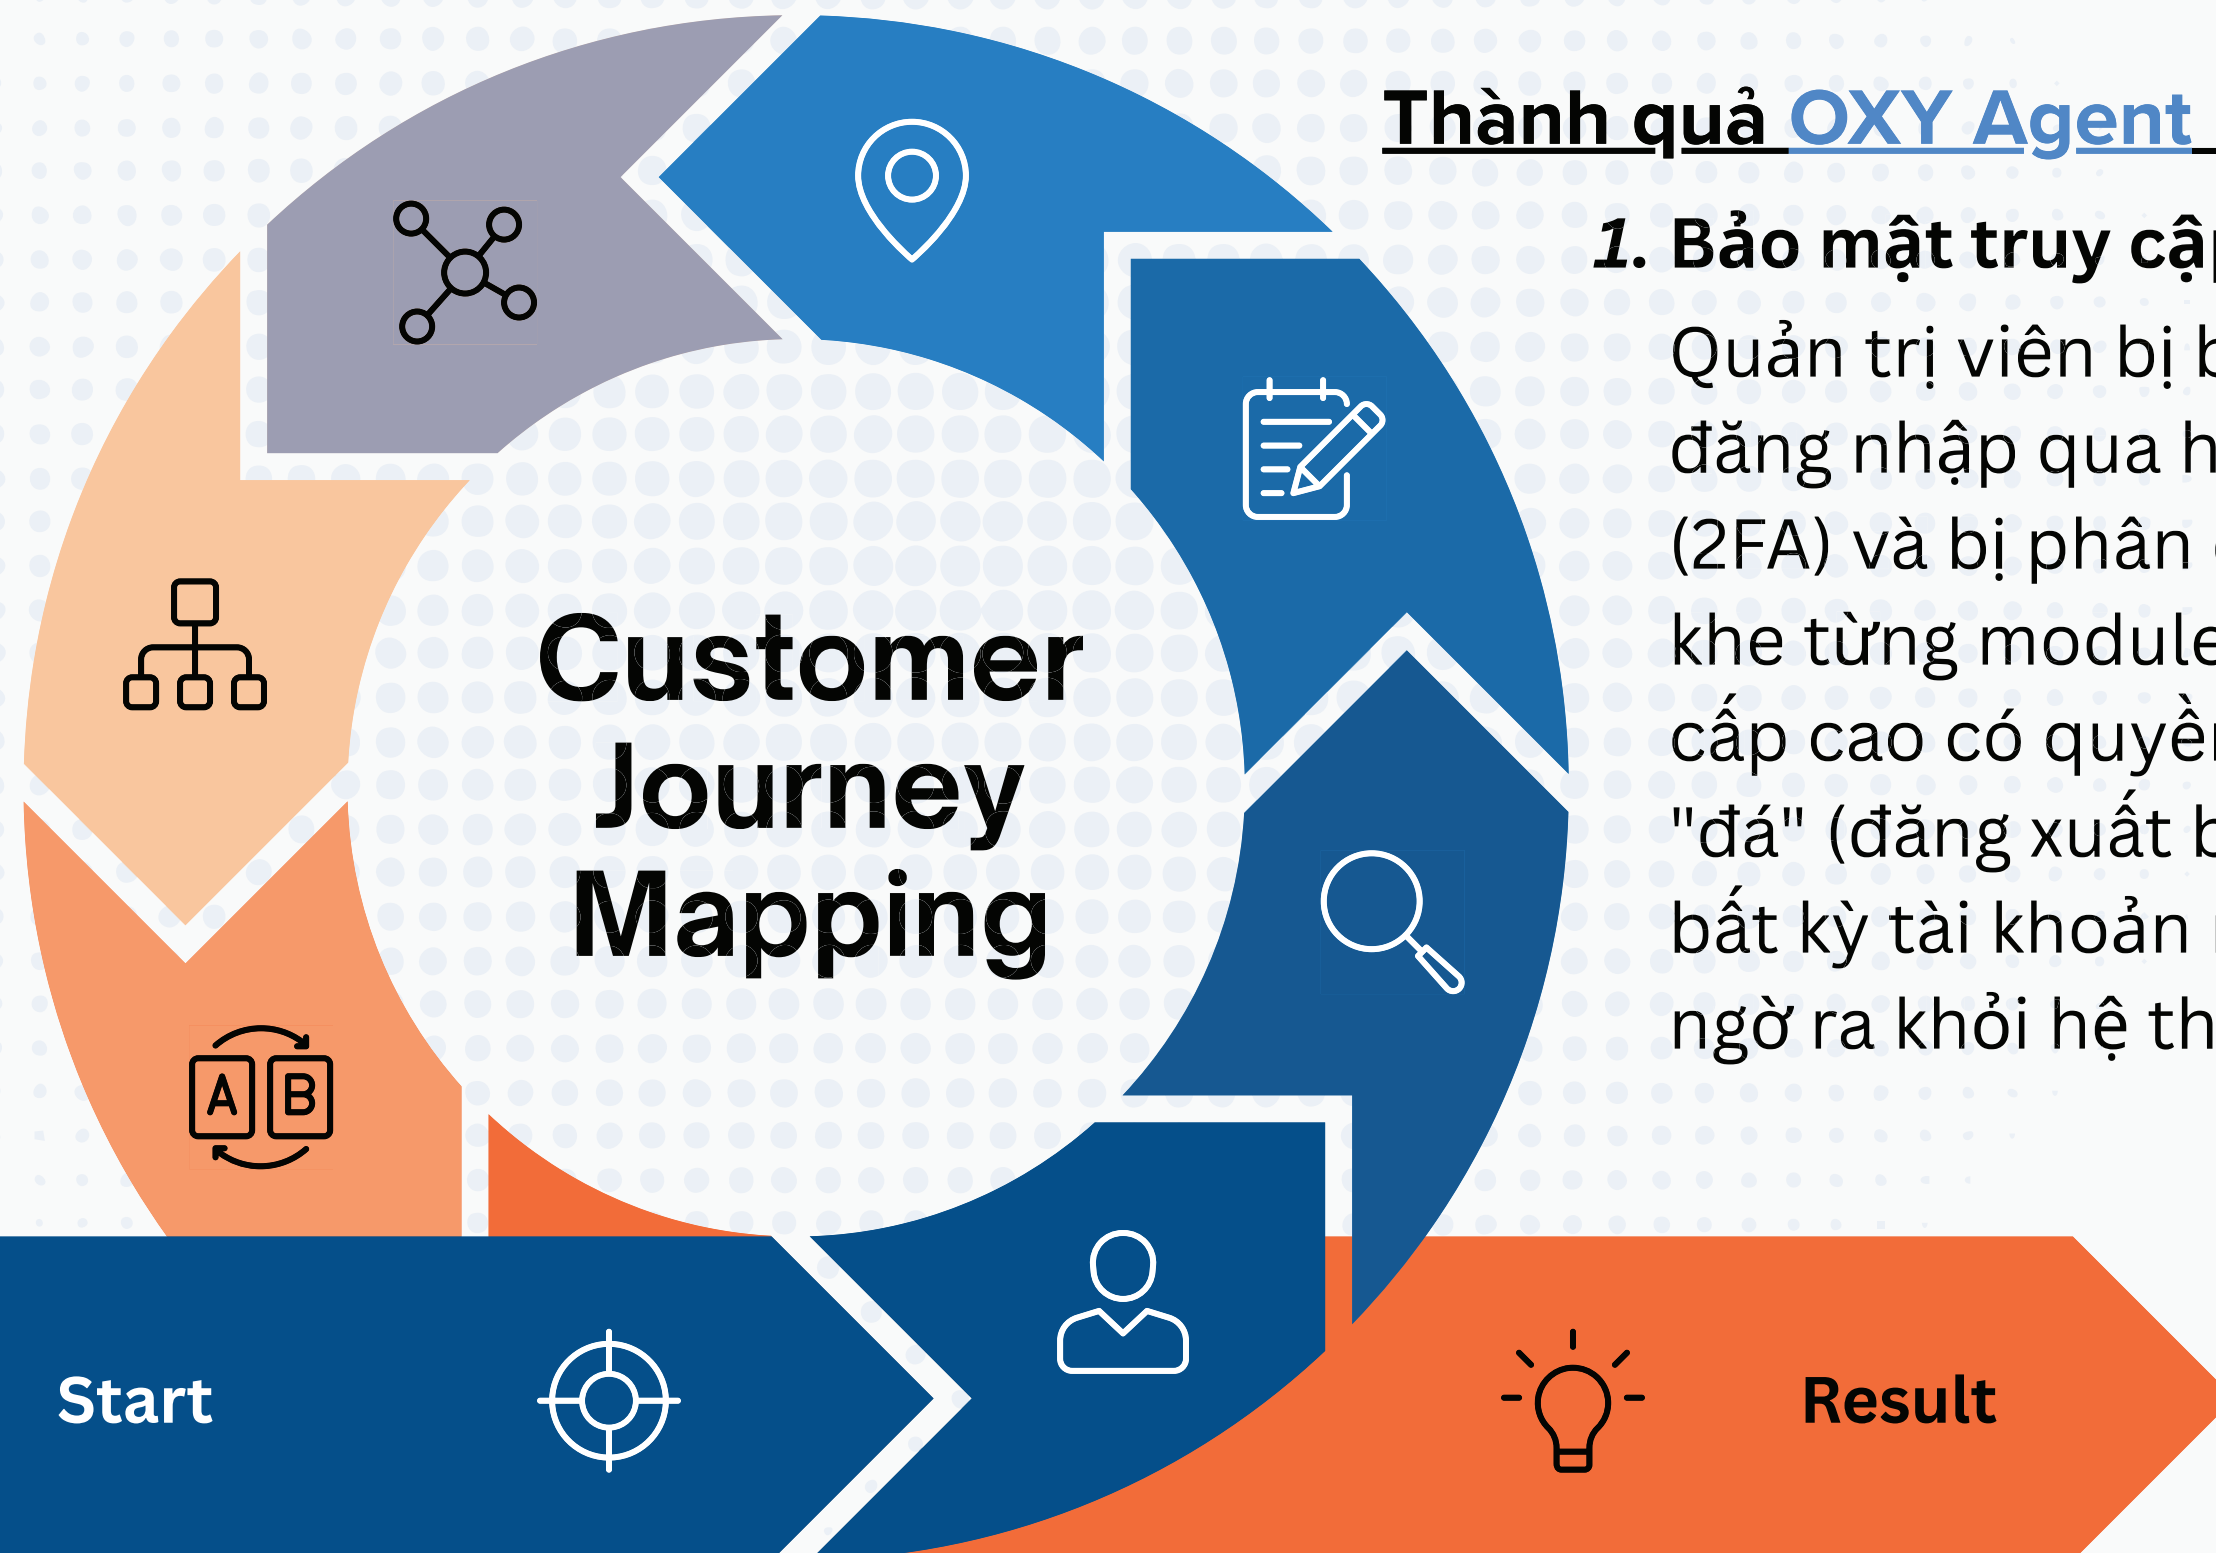 Thành quả OXY Agent
1. Bảo mật truy cập
Quản trị viên bị
đăng nhập qua
(2FA) và bị phân
khe từng module
cấp cao có quyền
"đá" (đăng xuất
bất kỳ tài khoản
ngờ ra khỏi hệ
Customer
Journey
Mapping
A B
Start
Result